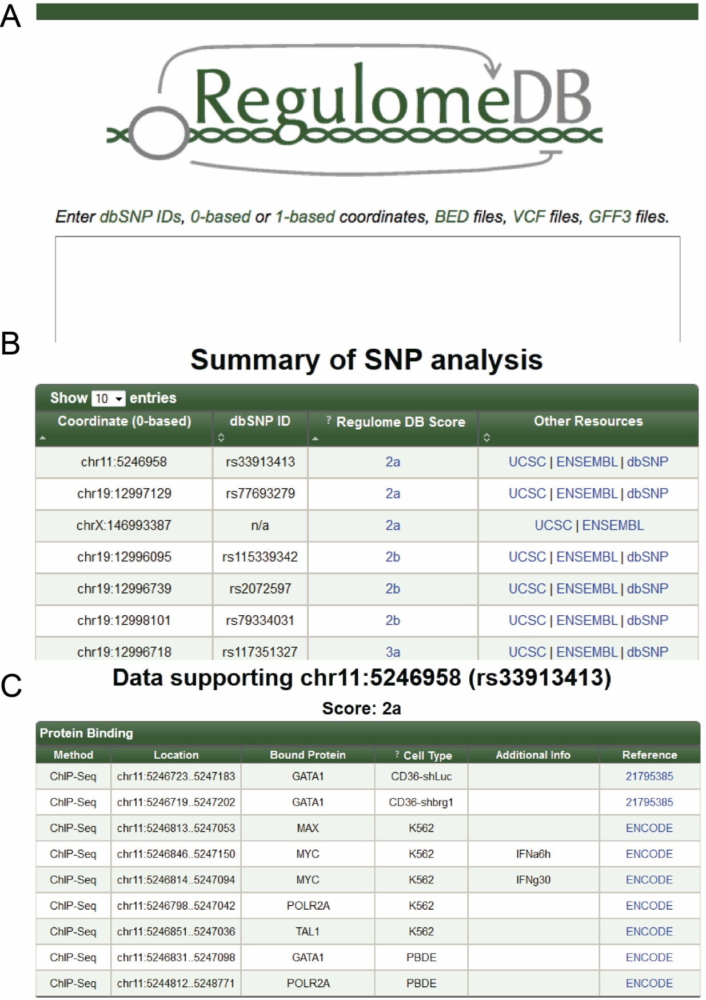 A
RegulomeDB
Enter dbSNP IDs, 0-based or 1-based coordinates, BED files, VCF files, GFF3 files.
B
Summary of SNP analysis
Show 10 entries
Coordinate (0-based) dbSNP ID ? Regulome DB Score Other Resources
chr11:5246958 rs33913413 2a UCSC | ENSEMBL | dbSNP
chr19:12997129 rs77693279 2a UCSC | ENSEMBL | dbSNP
chrX:146993387 n/a 2a UCSC | ENSEMBL
chr19:12996095 rs115339342 2b UCSC | ENSEMBL | dbSNP
chr19:12996739 rs2072597 2b UCSC | ENSEMBL | dbSNP
chr19:12998101 rs79334031 2b UCSC | ENSEMBL | dbSNP
chr19:12996718 rs117351327 3a UCSC | ENSEMBL | dbSNP
C
Data supporting chr11:5246958 (rs33913413)
Score: 2a
Protein Binding
Method Location Bound Protein ? Cell Type Additional Info Reference
ChIP-Seq chr11:5246723..5247183 GATA1 CD36-shLuc 21795385
ChIP-Seq chr11:5246719..5247202 GATA1 CD36-shbrg1 21795385
ChIP-Seq chr11:5246813..5247053 MAX K562 ENCODE
ChIP-Seq chr11:5246846..5247150 MYC K562 IFNa6h ENCODE
ChIP-Seq chr11:5246814..5247094 MYC K562 IFNg30 ENCODE
ChIP-Seq chr11:5246798..5247042 POLR2A K562 ENCODE
ChIP-Seq chr11:5246851..5247036 TAL1 K562 ENCODE
ChIP-Seq chr11:5246831..5247098 GATA1 PBDE ENCODE
ChIP-Seq chr11:5244812..5248771 POLR2A PBDE ENCODE